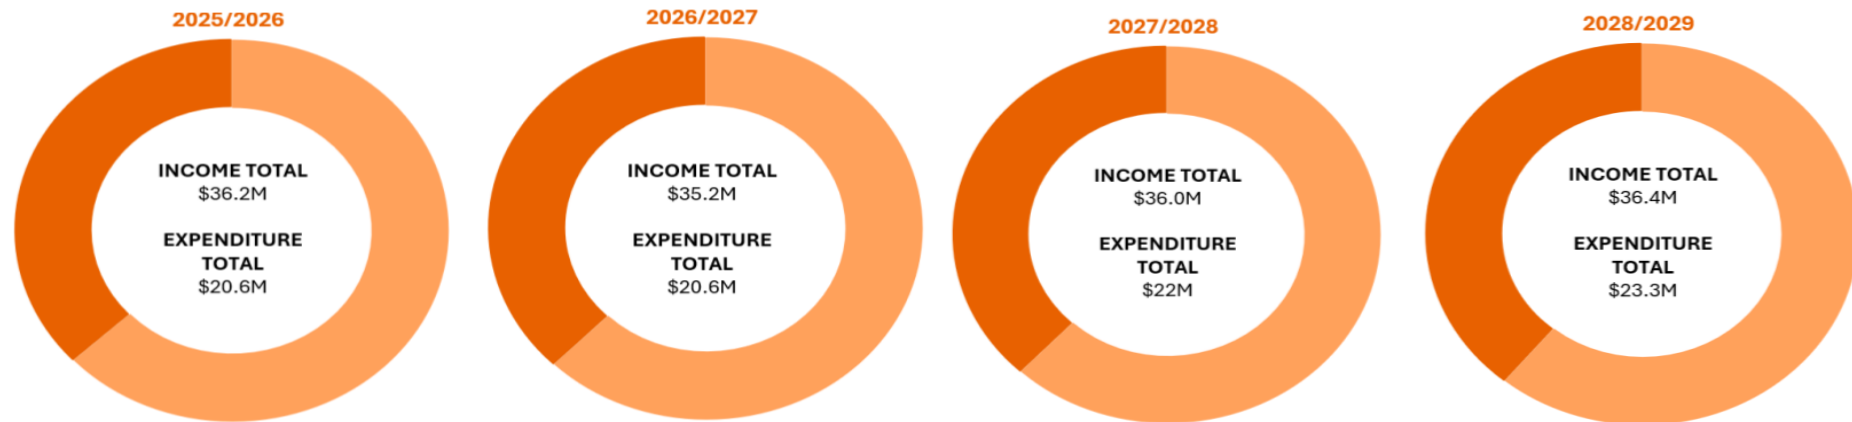 2025/2026
INCOME TOTAL
$36.2M
EXPENDITURE
TOTAL
$20.6M
2026/2027
INCOME TOTAL
$35.2M
EXPENDITURE
TOTAL
$20.6M
2027/2028
INCOME TOTAL
$36.0M
EXPENDITURE
TOTAL
$22M
2028/2029
INCOME TOTAL
$36.4M
EXPENDITURE
TOTAL
$23.3M